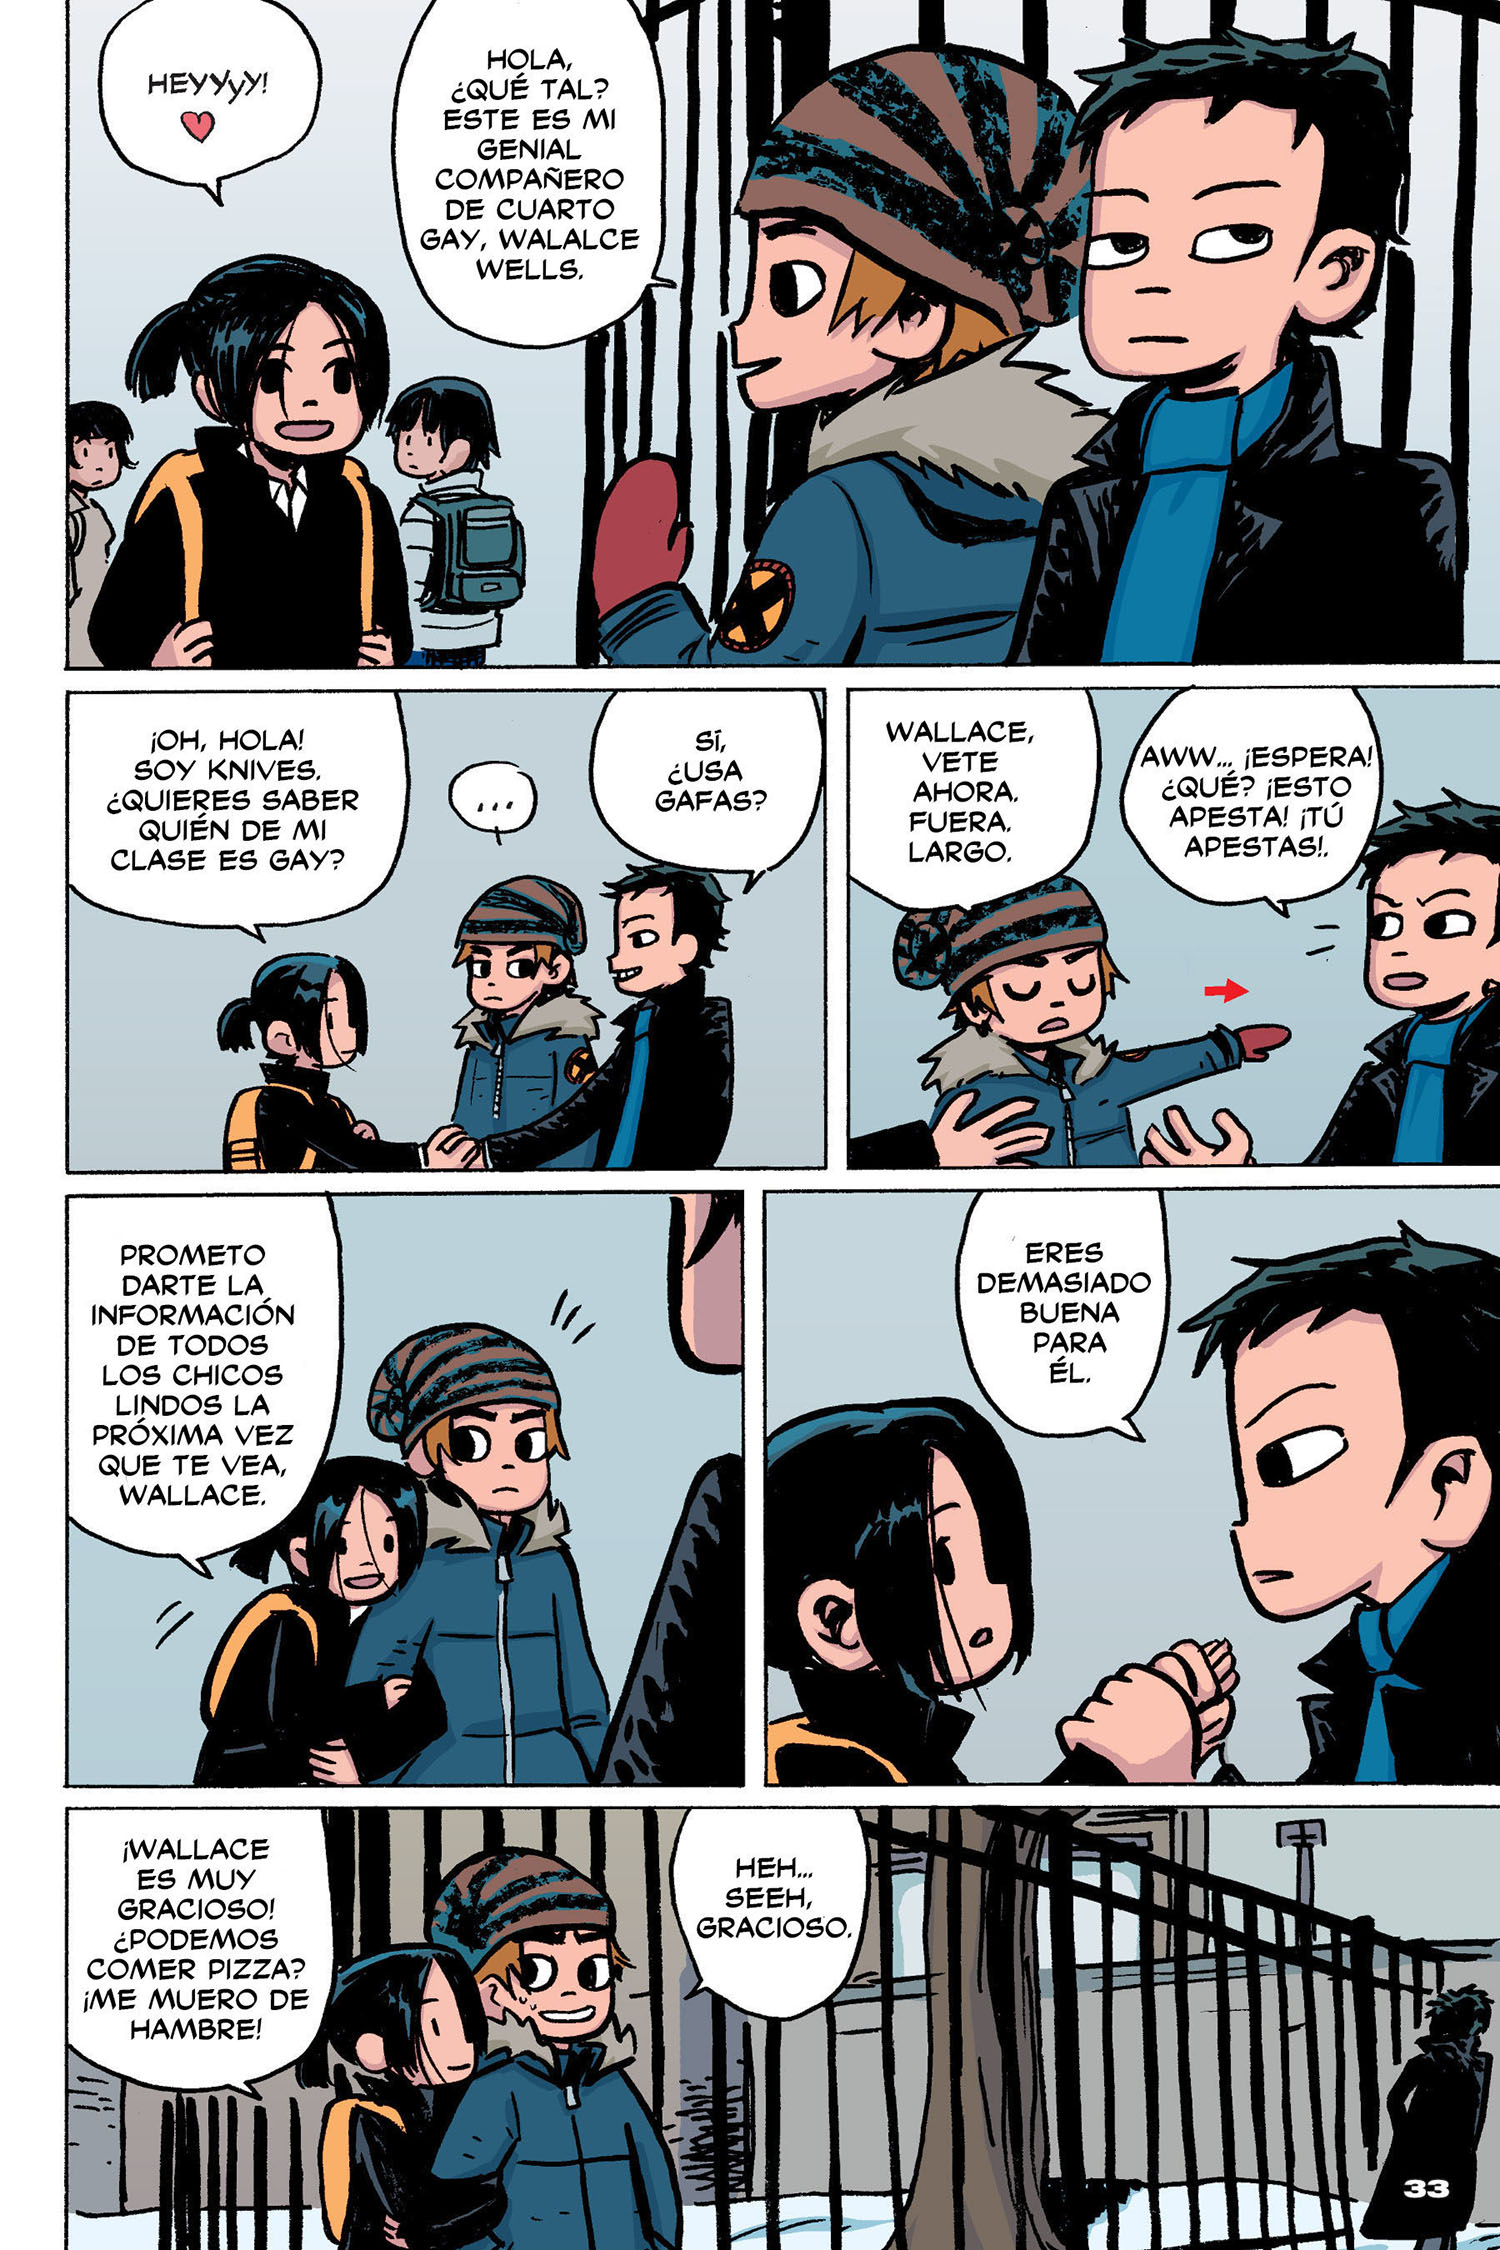 HEYYyY!
HOLA,
¿QUÉ TAL?
ESTE ES MI
GENIAL
COMPAÑERO
DE CUARTO
GAY, WALALCE
WELLS.
¡OH, HOLA!
SOY KNIVES.
¿QUIERES SABER
QUIÉN DE MI
CLASE ES GAY?
...
SÍ,
¿USA
GAFAS?
WALLACE,
VETE
AHORA.
FUERA.
LARGO.
AWW... ¡ESPERA!
¿QUÉ? ¡ESTO
APESTA! ¡TÚ
APESTAS!.
PROMETO
DARTE LA
INFORMACIÓN
DE TODOS
LOS CHICOS
LINDOS LA
PRÓXIMA VEZ
QUE TE VEA,
WALLACE.
ERES
DEMASIADO
BUENA
PARA
ÉL.
¡WALLACE
ES MUY
GRACIOSO!
¿PODEMOS
COMER PIZZA?
¡ME MUERO DE
HAMBRE!
HEH...
SEEH,
GRACIOSO.
33